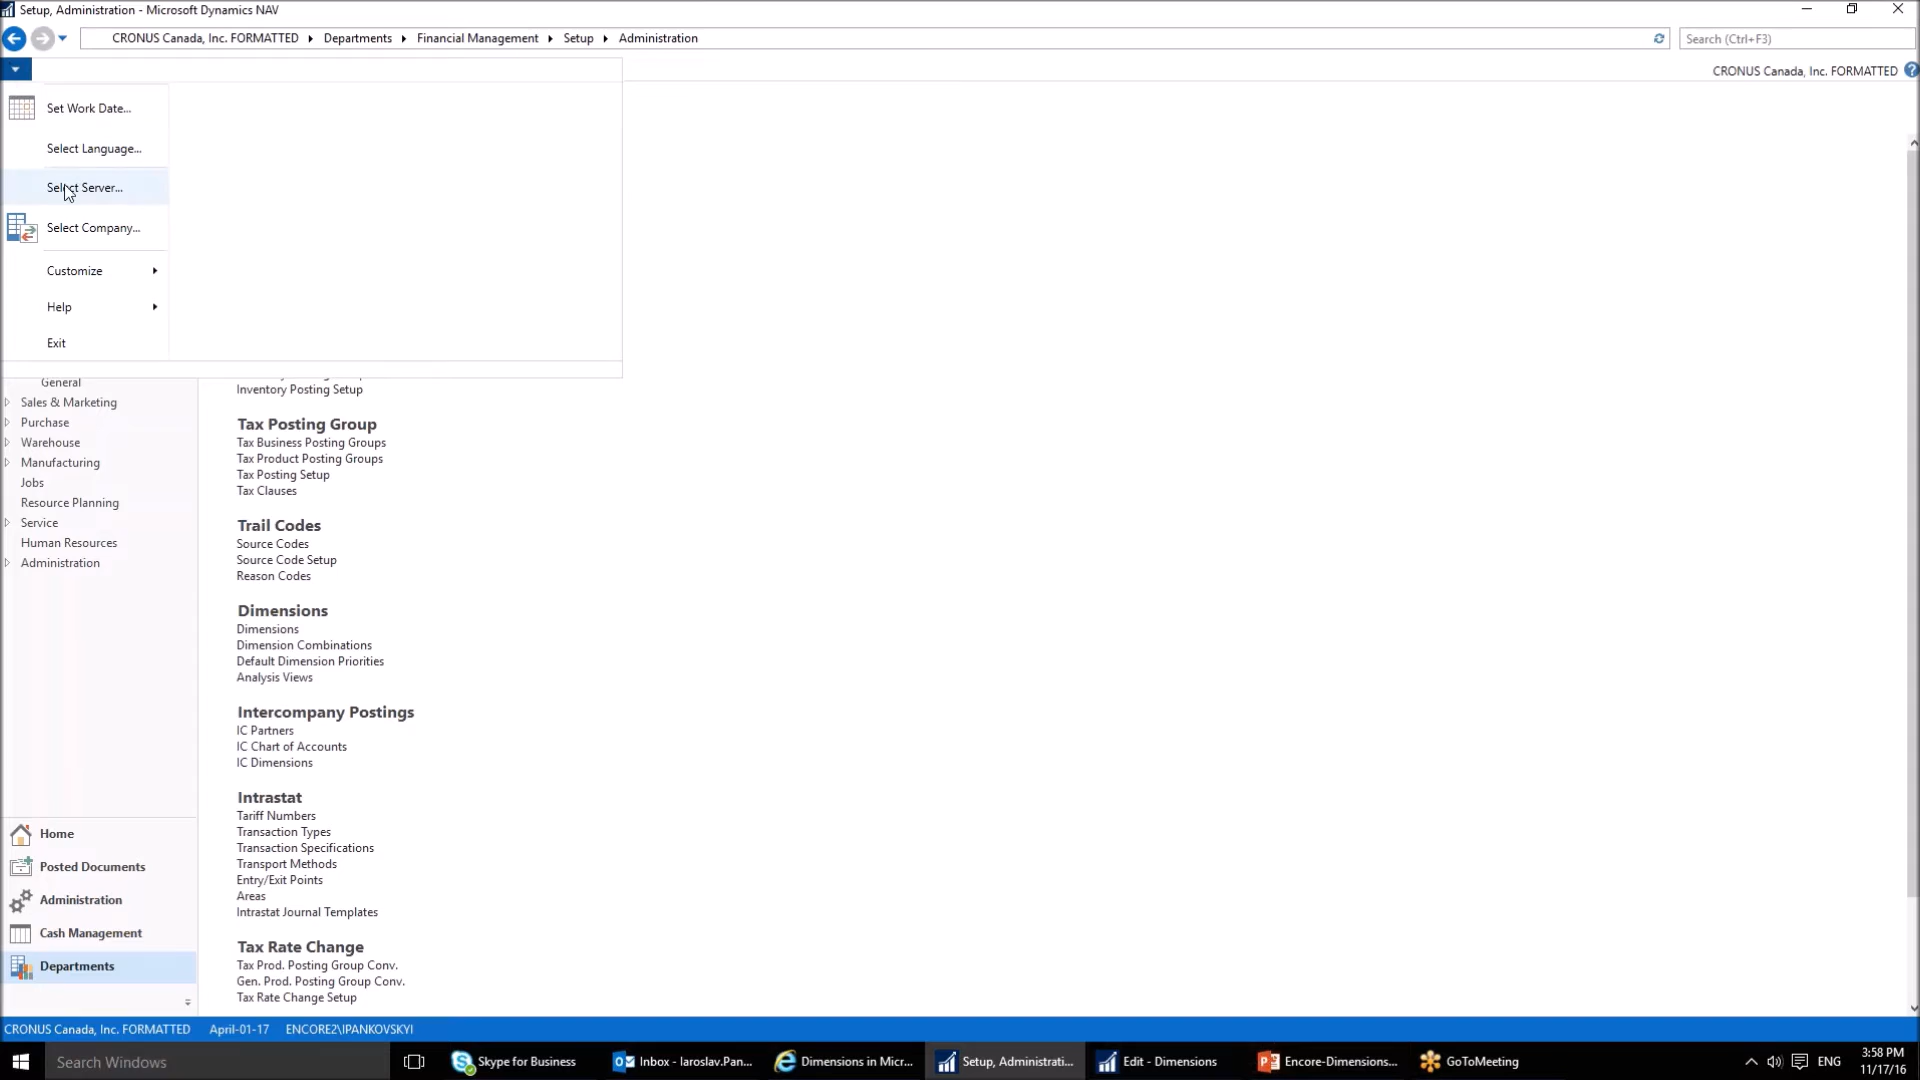 Setup, Administration - Microsoft Dynamics NAV
CRONUS Canada, Inc. FORMATTED Departments Financial Management Setup Administration
Search (Ctrl+F3)
CRONUS Canada, Inc. FORMATTED
Set Work Date...
Select Language...
Select Server...
Select Company...
Customize
Help
Exit
General
Sales & Marketing
Purchase
Warehouse
Manufacturing
Jobs
Resource Planning
Service
Human Resources
Administration
Home
Posted Documents
Administration
Cash Management
Departments
Inventory Posting Setup
Tax Posting Group
Tax Business Posting Groups
Tax Product Posting Groups
Tax Posting Setup
Tax Clauses
Trail Codes
Source Codes
Source Code Setup
Reason Codes
Dimensions
Dimensions
Dimension Combinations
Default Dimension Priorities
Analysis Views
Intercompany Postings
IC Partners
IC Chart of Accounts
IC Dimensions
Intrastat
Tariff Numbers
Transaction Types
Transaction Specifications
Transport Methods
Entry/Exit Points
Areas
Intrastat Journal Templates
Tax Rate Change
Tax Prod. Posting Group Conv.
Gen. Prod. Posting Group Conv.
Tax Rate Change Setup
CRONUS Canada, Inc. FORMATTED April-01-17 ENCORE2\IPANKOVSKYI
Search Windows
Skype for Business
Inbox - Iaroslav.Pan...
Dimensions in Micr...
Setup, Administrati...
Edit - Dimensions
Encore-Dimensions...
GoToMeeting
ENG
3:58 PM
11/17/16